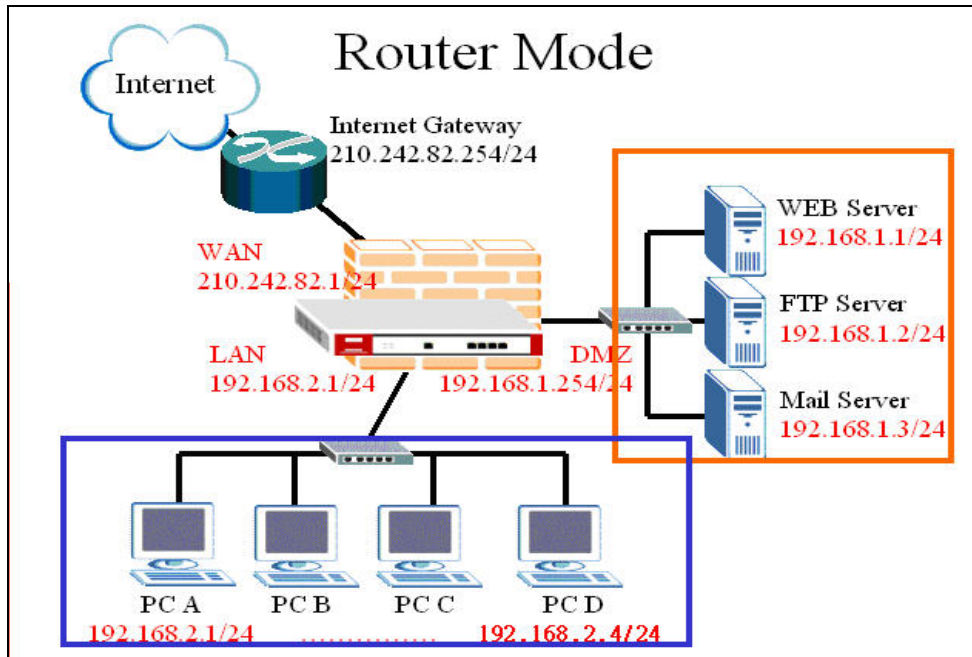 Router Mode
Internet
Internet Gateway
210.242.82.254/24
WAN
210.242.82.1/24
LAN
192.168.2.1/24
DMZ
192.168.1.254/24
WEB Server
192.168.1.1/24
FTP Server
192.168.1.2/24
Mail Server
192.168.1.3/24
PC A
PC B
PC C
PC D
192.168.2.1/24
...............
192.168.2.4/24